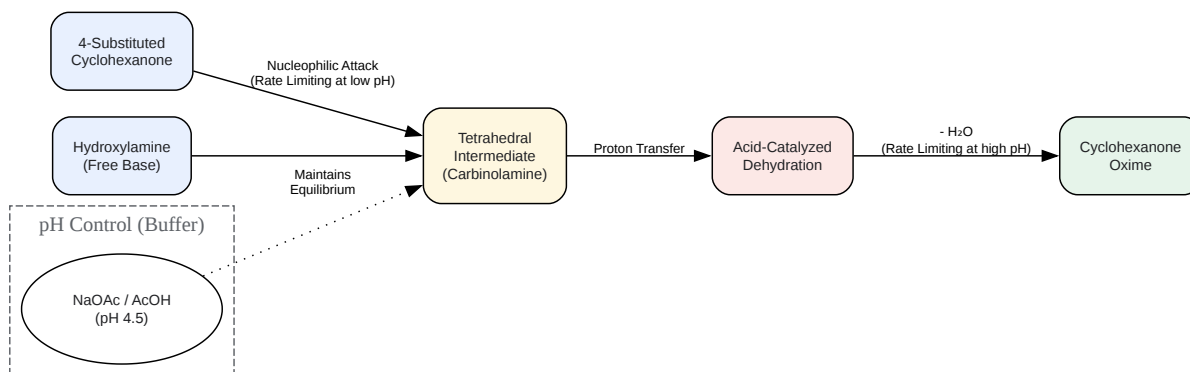 4-Substituted
Cyclohexanone
Nucleophilic Attack
(Rate Limiting at low pH)
Hydroxylamine
(Free Base)
Maintains
Equilibrium
Tetrahedral
Intermediate
(Carbinolamine)
Proton Transfer
Acid-Catalyzed
Dehydration
- H₂O
(Rate Limiting at high pH)
Cyclohexanone
Oxime
pH Control (Buffer)
NaOAc / AcOH
(pH 4.5)